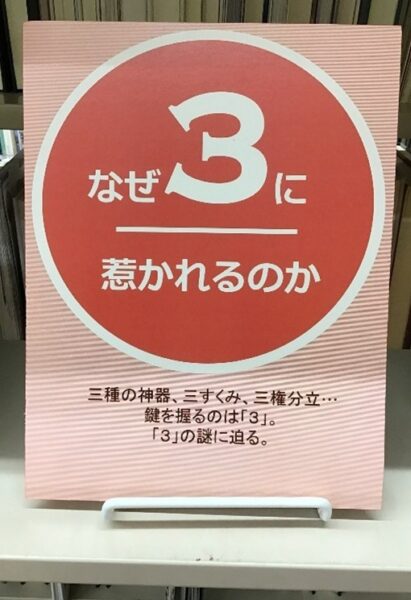 なぜ3に
惹かれるのか
三種の神器、三すくみ、三権分立…
鍵を握るのは「3」。
「3」の謎に迫る。